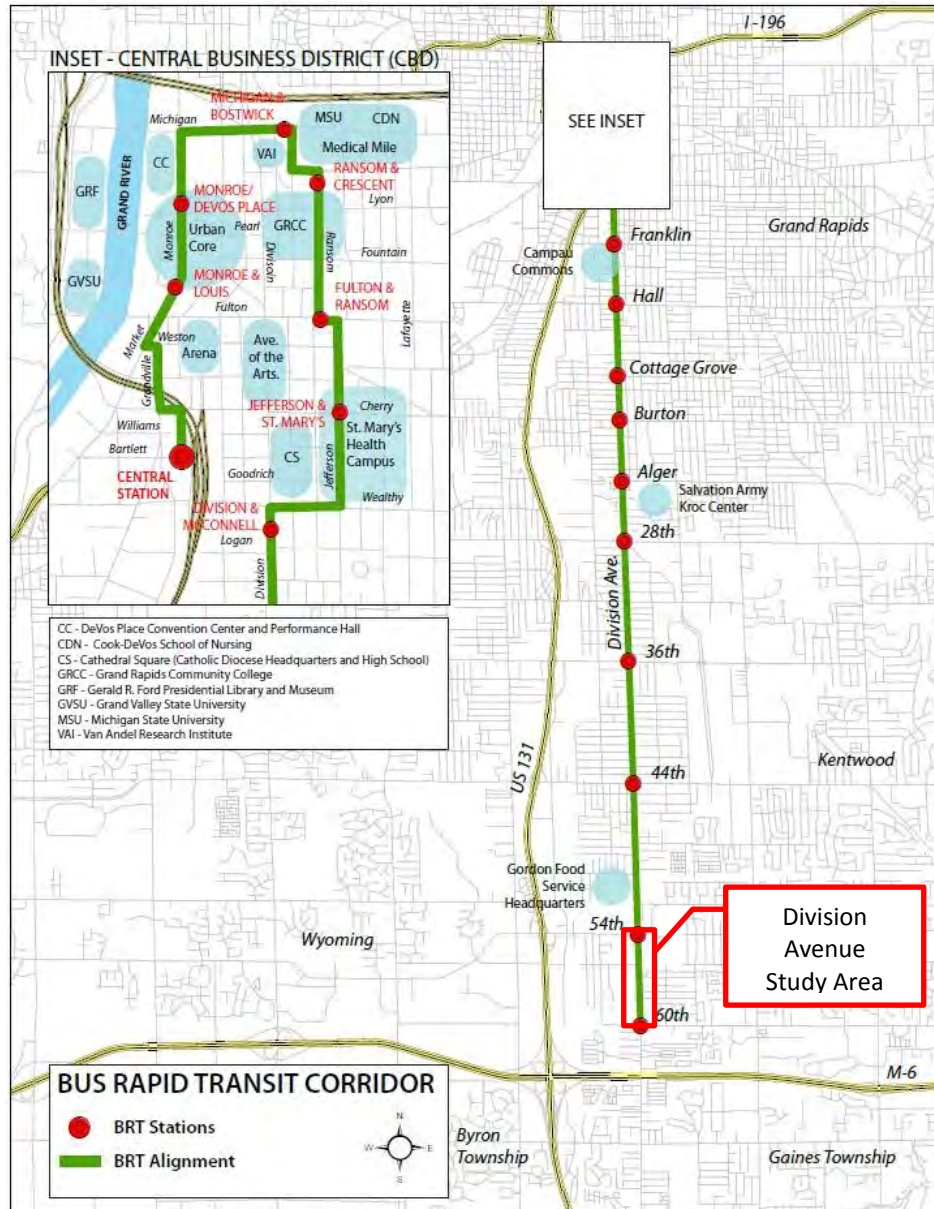 I -196
INSET - CENTRAL BUSINESS DISTRICT (CBD)
SEE INSET
MICHIGAN &
BOSTWICK
Michigan
MSU
CDN
Medical Mile
VAI
CC
GRF
GRAND RIVER
RANSOM &
CRESCENT
Lyon
MONROE/
DEVOS PLACE
Urban
Core
Pearl
GRCC
Monroe
Divisoin
Ransom
Fountain
GVSU
MONROE &
LOUIS
Fulton
FULTON &
RANSOM
Lafayette
Market
Weston
Arena
Ave.
of the
Arts.
Grandville
JEFFERSON &
ST. MARY'S
Cherry
St. Mary's
Health
Campus
Williams
Bartlett
CENTRAL
STATION
Goodrich
CS
Jefferson
Wealthy
DIVISION &
MCCONNELL
Logan
Division
CC - DeVos Place Convention Center and Performance Hall
CDN - Cook-DeVos School of Nursing
CS - Cathedral Square (Catholic Diocese Headquarters and High School)
GRCC - Grand Rapids Community College
GRF - Gerald R. Ford Presidential Library and Museum
GVSU - Grand Valley State University
MSU - Michigan State University
VAI - Van Andel Research Institute
Franklin
Grand Rapids
Campau
Commons
Hall
Cottage Grove
Burton
Alger
Salvation Army
Kroc Center
28th
Division Ave.
36th
Kentwood
US 131
44th
Gordon Food
Service
Headquarters
54th
Wyoming
Division
Avenue
Study Area
60th
M-6
BUS RAPID TRANSIT CORRIDOR
BRT Stations
BRT Alignment
N
W
E
S
Byron
Township
Gaines Township